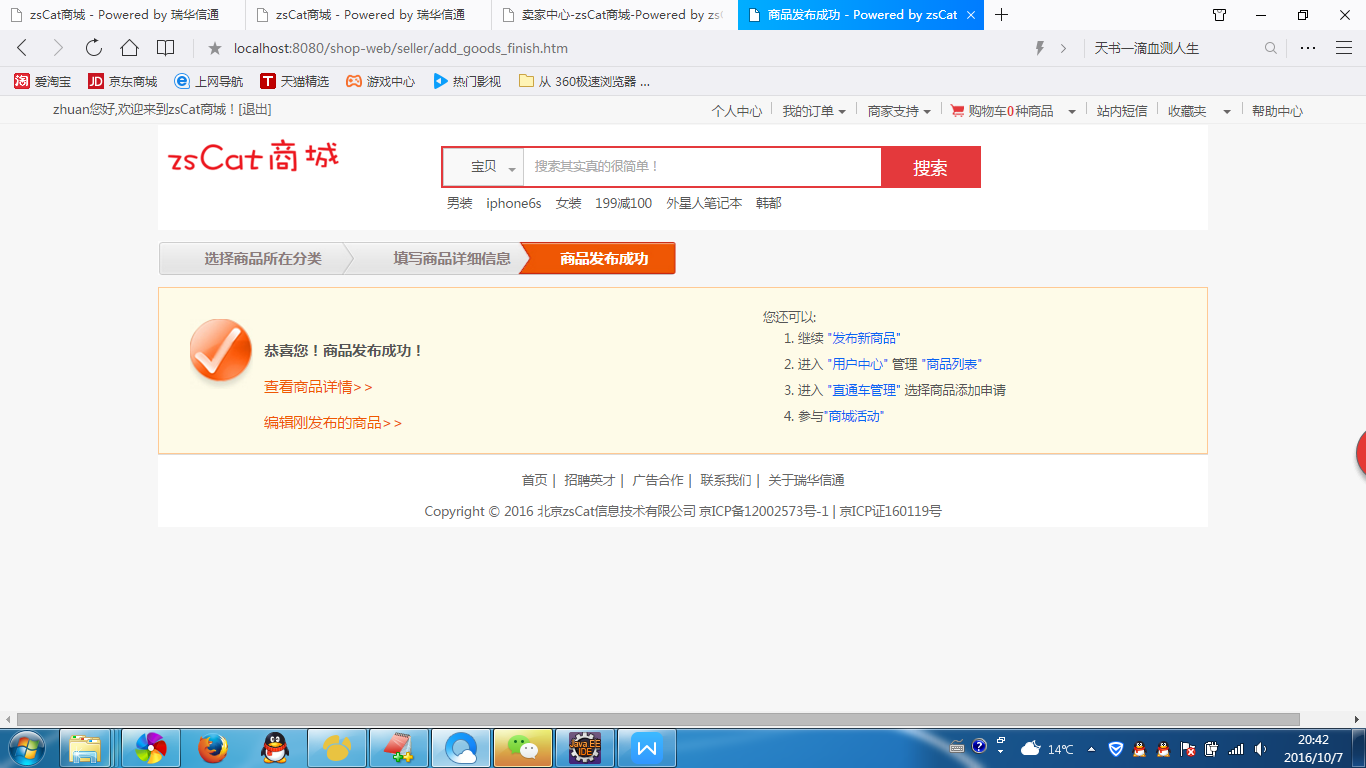 zsCat商城 - Powered by 瑞华信通
zsCat商城 - Powered by 瑞华信通
卖家中心-zsCat商城-Powered by zsC
商品发布成功 - Powered by zsCat
localhost:8080/shop-web/seller/add_goods_finish.htm
天书一滴血测人生
淘 爱淘宝 JD 京东商城 上网导航 T 天猫精选 游戏中心 热门影视 从 360极速浏览器 ...
zhuan您好,欢迎来到zsCat商城！[退出]
个人中心 我的订单 商家支持 购物车0种商品 站内短信 收藏夹 帮助中心
zsCat商城
宝贝 搜索其实真的很简单！ 搜索
男装 iphone6s 女装 199减100 外星人笔记本 韩都
选择商品所在分类 填写商品详细信息 商品发布成功
恭喜您！商品发布成功！
查看商品详情>>
编辑刚发布的商品>>
您还可以:
1. 继续 "发布新商品"
2. 进入 "用户中心" 管理 "商品列表"
3. 进入 "直通车管理" 选择商品添加申请
4. 参与"商城活动"
首页 | 招聘英才 | 广告合作 | 联系我们 | 关于瑞华信通
Copyright © 2016 北京zsCat信息技术有限公司 京ICP备12002573号-1 | 京ICP证160119号
Java EE
IDE
14℃
20:42
2016/10/7